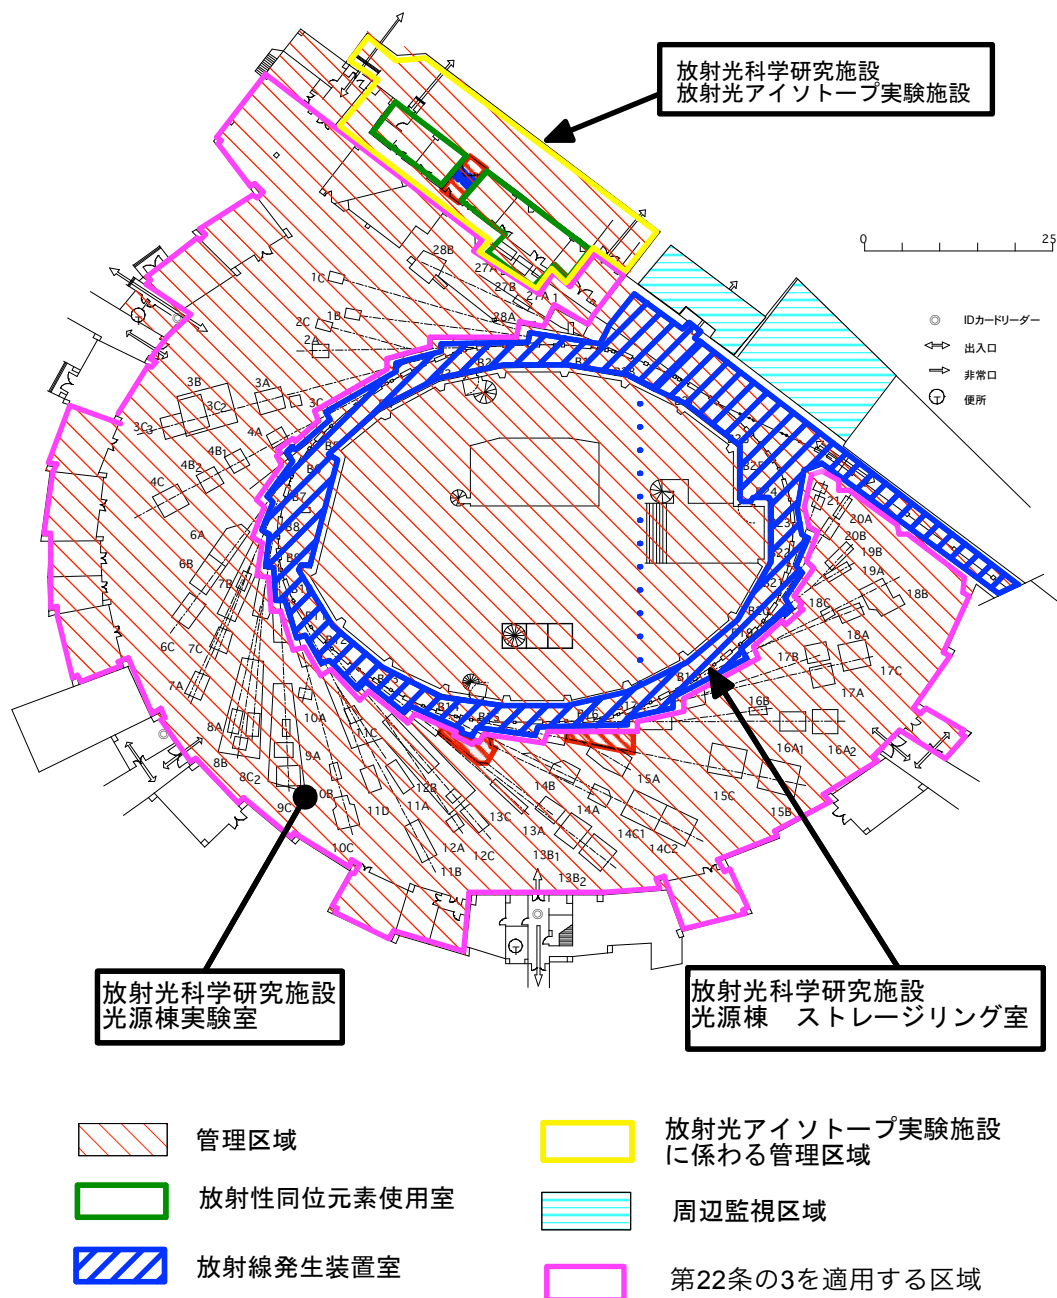 放射光科学研究施設
放射光アイソトープ実験施設
0
25
IDカードリーダー
出入口
非常口
便所
28B
1C
27A
27B
27A
1
1B
28A
2C
2A
3B
3A
3C2
3C
3C3
4A
4B1
4B2
4C
B7
B8
6A
6B
7B
6C
7C
7A
8A
8B
8C2
9A
9C
10A
10C
11C
11D
11A
11B
12B
12A
12C
13C
13A
13B1
13B2
14B
14A
14C1
14C2
15A
15C
15B
16B
16A1
16A2
17B
17A
17C
18C
18A
18B
19A
19B
20B
20A
21
放射光科学研究施設
光源棟実験室
放射光科学研究施設
光源棟　ストレージリング室
管理区域
放射性同位元素使用室
放射線発生装置室
放射光アイソトープ実験施設
に係わる管理区域
周辺監視区域
第22条の3を適用する区域